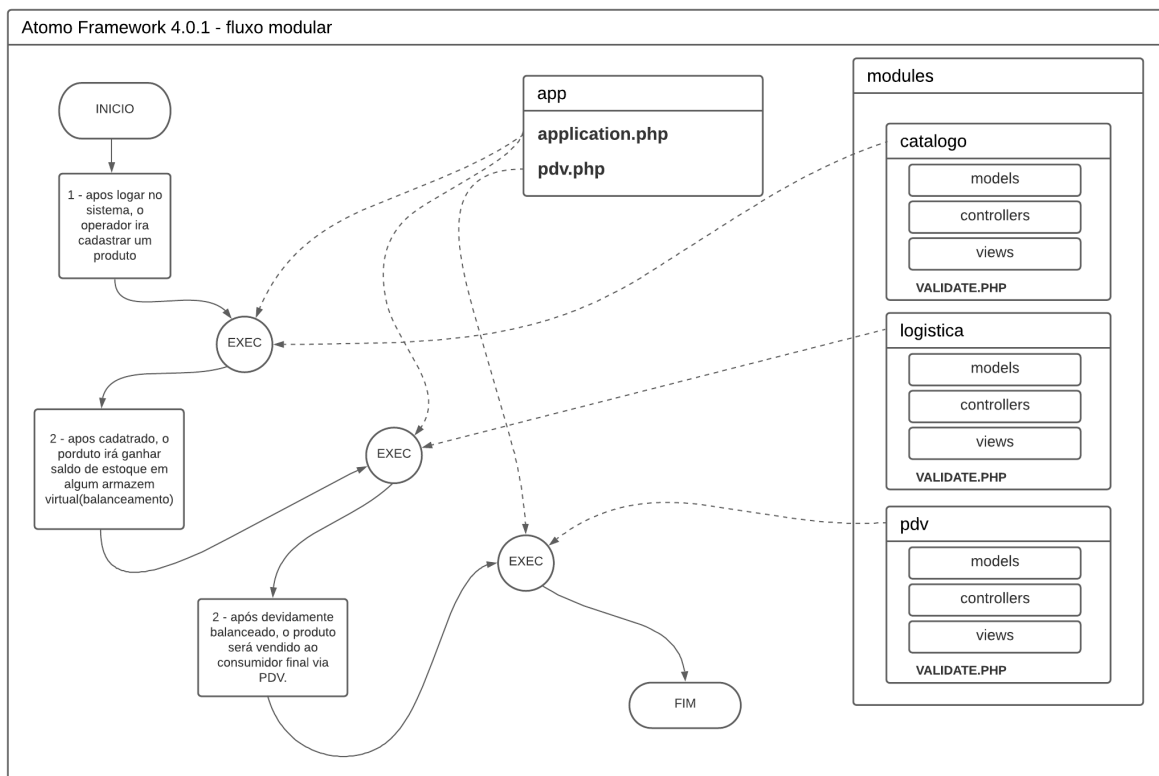 Atomo Framework 4.0.1 - fluxo modular
INICIO
1 - apos logar no
sistema, o
operador ira
cadastrar um
produto
EXEC
2 - apos cadatrado, o
porduto irá ganhar
saldo de estoque em
algum armazem
virtual(balanceamento)
EXEC
2 - após devidamente
balanceado, o produto
será vendido ao
consumidor final via
PDV.
EXEC
FIM
app
application.php
pdv.php
modules
catalogo
models
controllers
views
VALIDATE.PHP
logistica
models
controllers
views
VALIDATE.PHP
pdv
models
controllers
views
VALIDATE.PHP